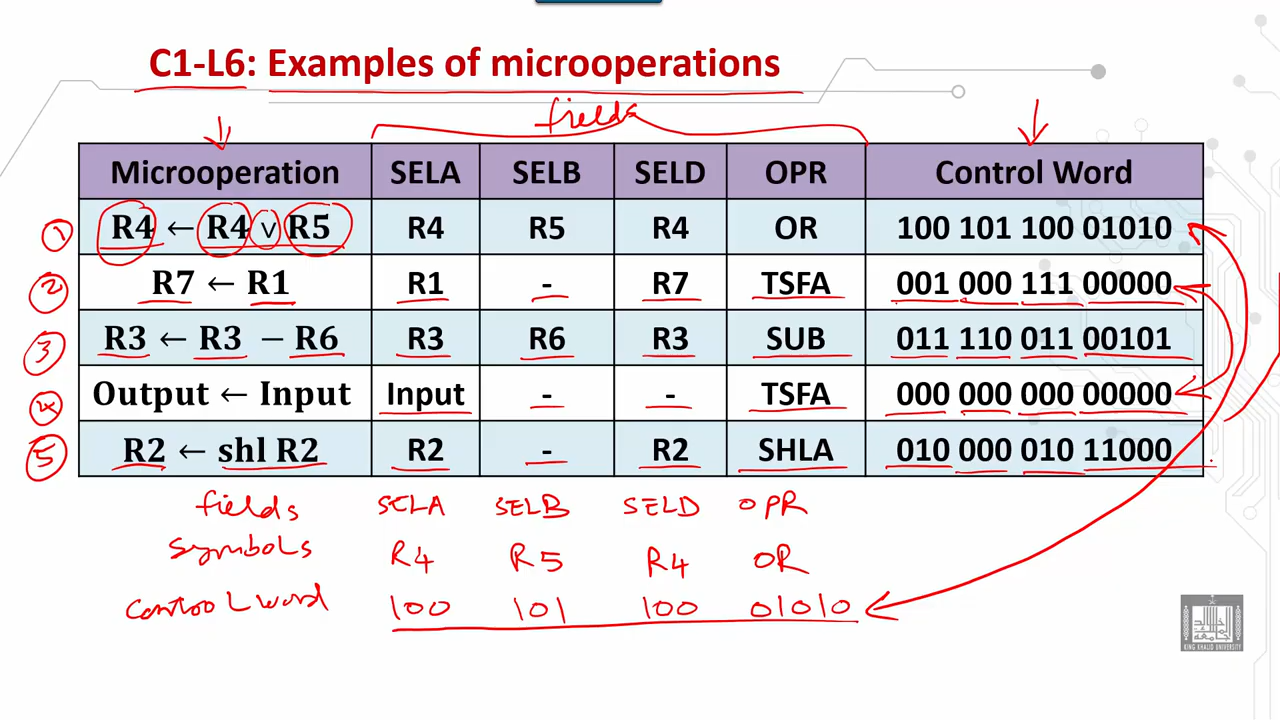 C1-L6: Examples of microoperations
fields
Microoperation SELA SELB SELD OPR Control Word
① R4 ← R4 ∨ R5 R4 R5 R4 OR 100 101 100 01010
② R7 ← R1 R1 - R7 TSFA 001 000 111 00000
③ R3 ← R3 − R6 R3 R6 R3 SUB 011 110 011 00101
④ Output ← Input Input - - TSFA 000 000 000 00000
⑤ R2 ← shl R2 R2 - R2 SHLA 010 000 010 11000
fields SELA SELB SELD OPR
symbols R4 R5 R4 OR
control word 100 101 100 01010
KING KHALID UNIVERSITY